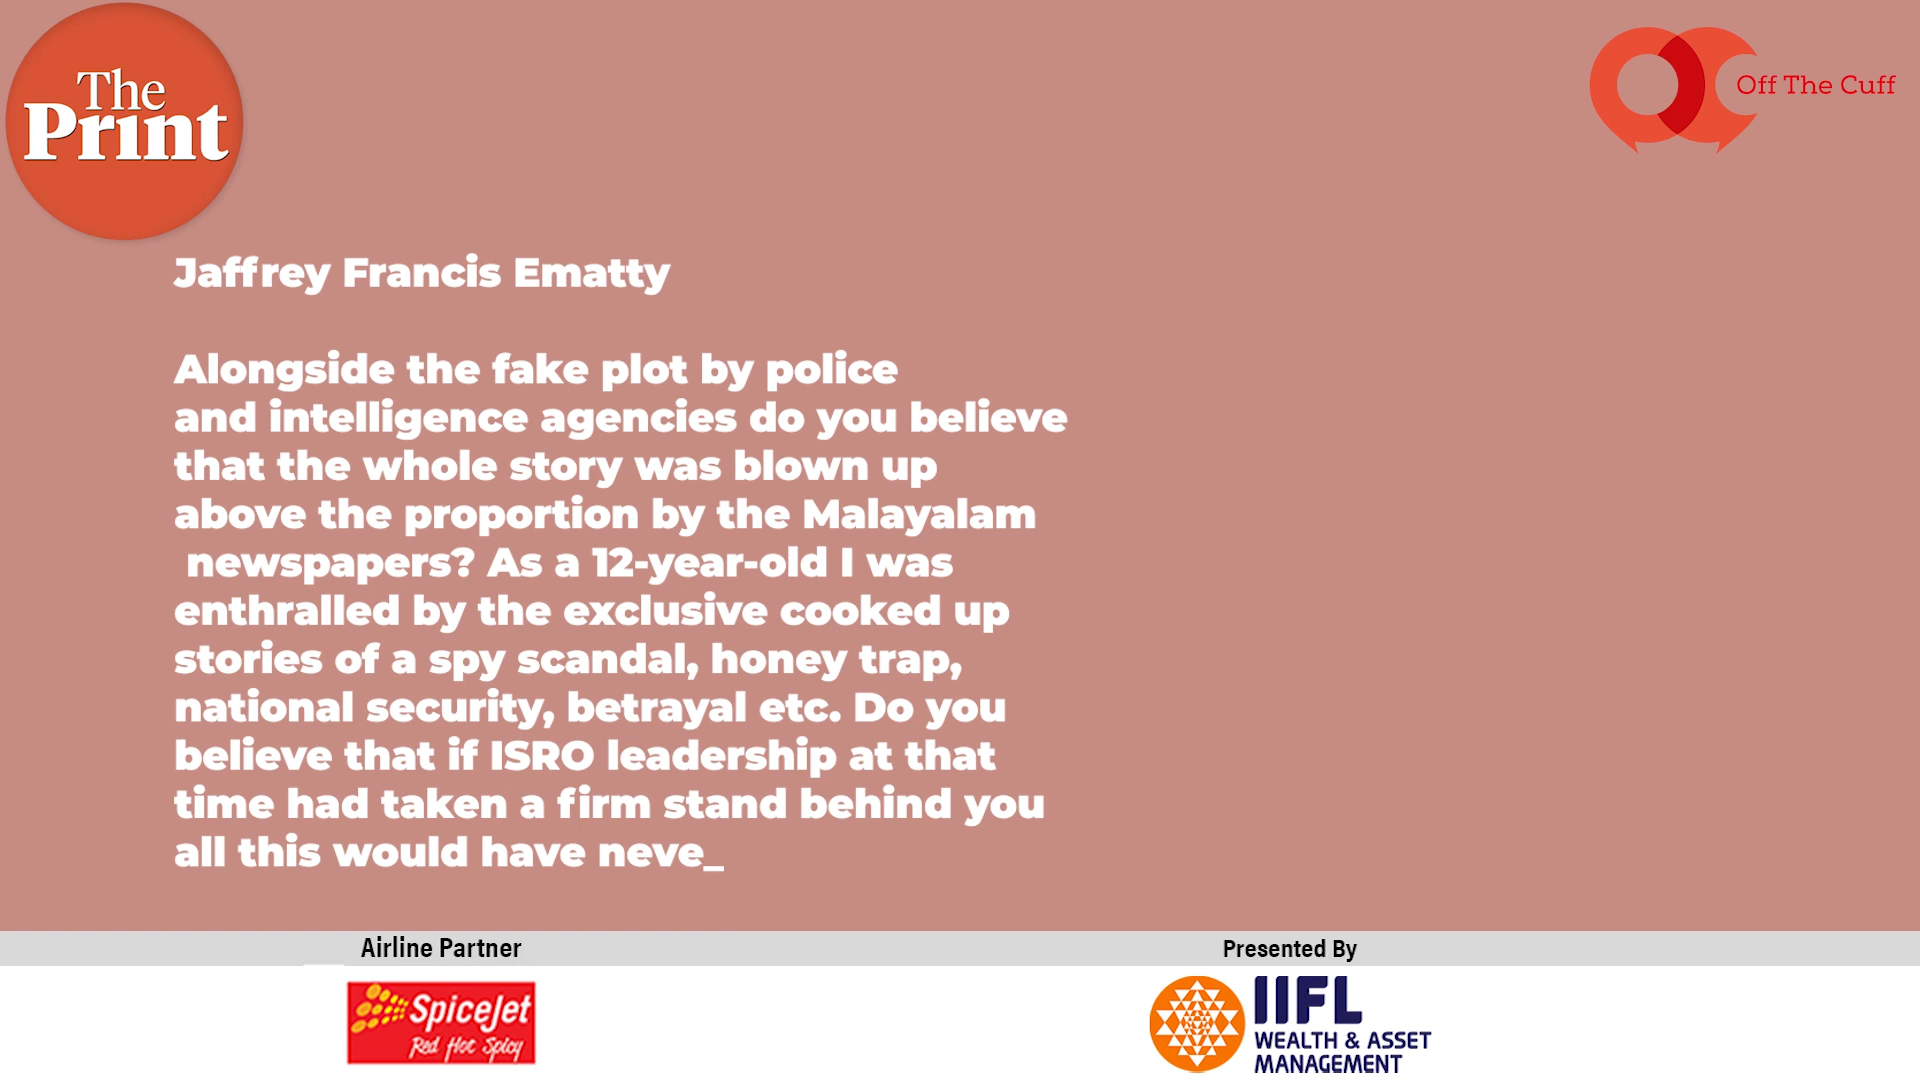 The
Print
Off The Cuff
Jaffrey Francis Ematty
Alongside the fake plot by police
and intelligence agencies do you believe
that the whole story was blown up
above the proportion by the Malayalam
newspapers? As a 12-year-old I was
enthralled by the exclusive cooked up
stories of a spy scandal, honey trap,
national security, betrayal etc. Do you
believe that if ISRO leadership at that
time had taken a firm stand behind you
all this would have neve_
Airline Partner
Presented By
SpiceJet
Red Hot Spicy
IIFL
WEALTH & ASSET
MANAGEMENT